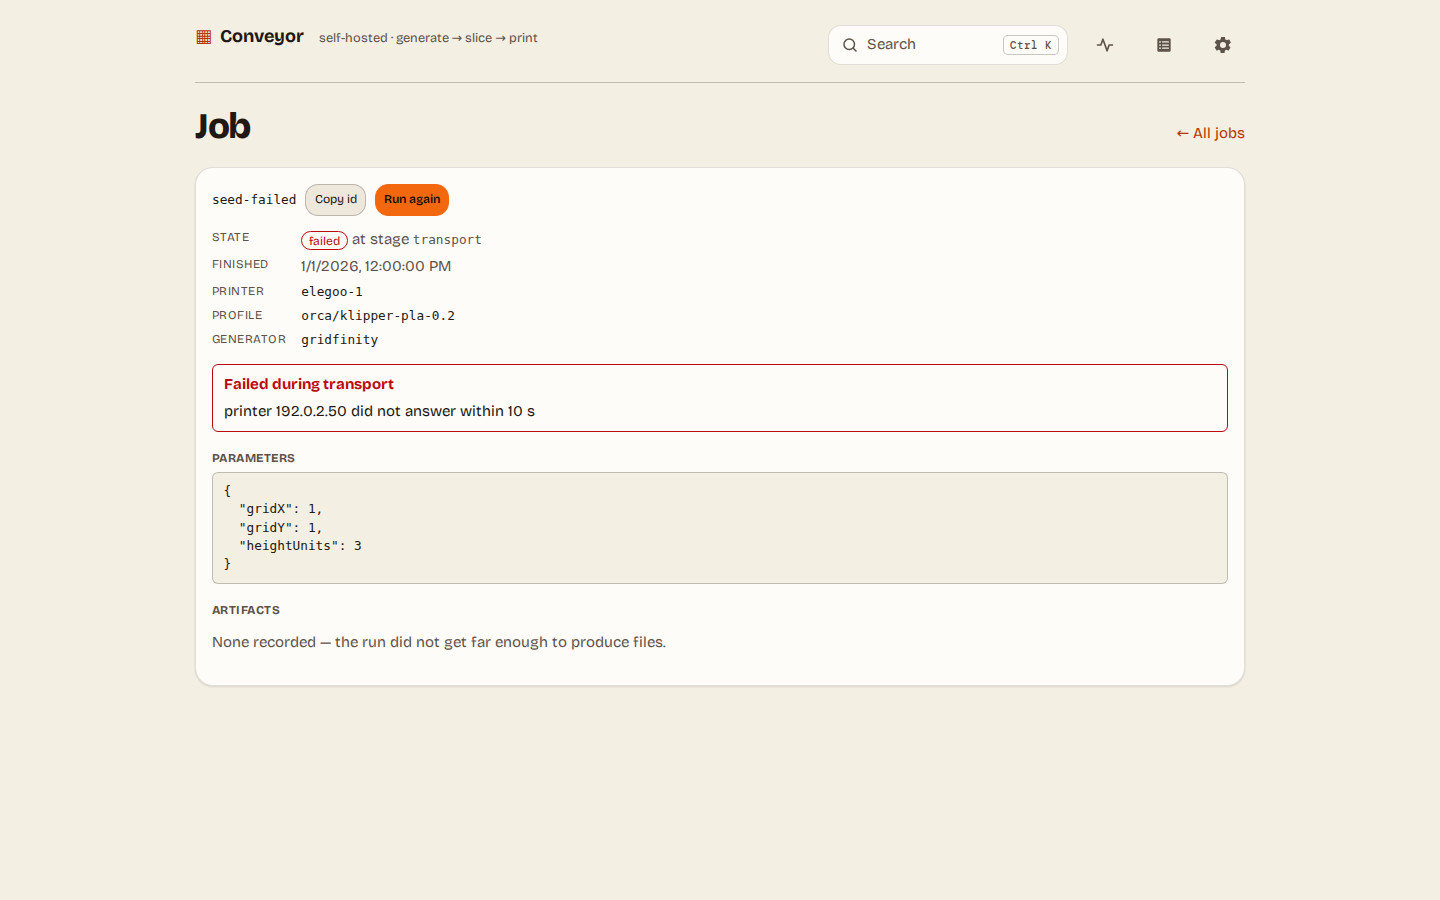 Conveyor self-hosted · generate → slice → print
Search Ctrl K
Job
← All jobs
seed-failed Copy id Run again
STATE failed at stage transport
FINISHED 1/1/2026, 12:00:00 PM
PRINTER elegoo-1
PROFILE orca/klipper-pla-0.2
GENERATOR gridfinity
Failed during transport
printer 192.0.2.50 did not answer within 10 s
PARAMETERS
{
  "gridX": 1,
  "gridY": 1,
  "heightUnits": 3
}
ARTIFACTS
None recorded — the run did not get far enough to produce files.